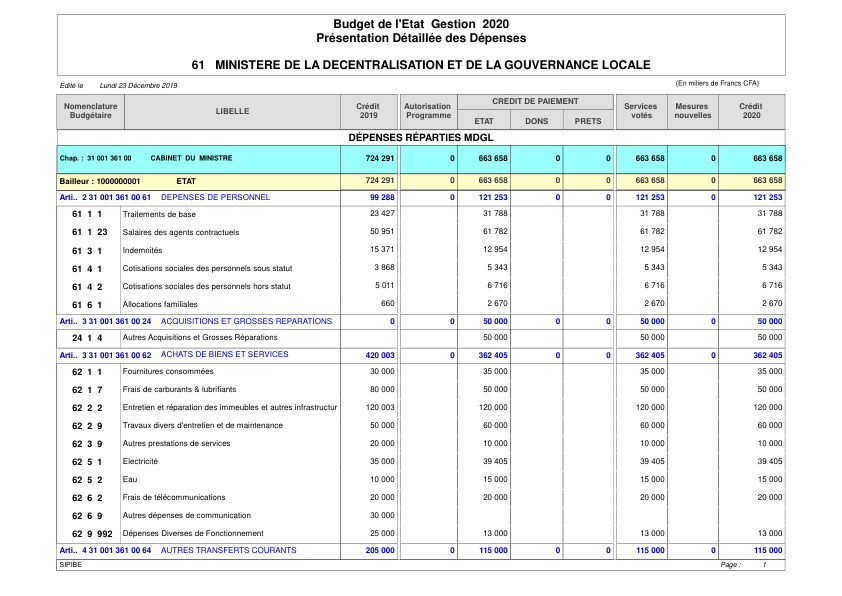 Budget de l'Etat Gestion 2020
Présentation Détaillée des Dépenses
61 MINISTERE DE LA DECENTRALISATION ET DE LA GOUVERNANCE LOCALE
Edité le Lundi 23 Décembre 2019 (En miliers de Francs CFA)
Nomenclature Budgétaire LIBELLE Crédit 2019 Autorisation Programme CREDIT DE PAIEMENT ETAT DONS PRETS Services votés Mesures nouvelles Crédit 2020
DÉPENSES RÉPARTIES MDGL
Chap. : 31 001 361 00 CABINET DU MINISTRE 724 291 0 663 658 0 0 663 658 0 663 658
Bailleur : 1000000001 ETAT 724 291 0 663 658 0 0 663 658 0 663 658
Arti.. 2 31 001 361 00 61 DEPENSES DE PERSONNEL 99 288 0 121 253 0 0 121 253 0 121 253
61 1 1 Traitements de base 23 427 31 788 31 788 31 788
61 1 23 Salaires des agents contractuels 50 951 61 782 61 782 61 782
61 3 1 Indemnités 15 371 12 954 12 954 12 954
61 4 1 Cotisations sociales des personnels sous statut 3 868 5 343 5 343 5 343
61 4 2 Cotisations sociales des personnels hors statut 5 011 6 716 6 716 6 716
61 6 1 Allocations familiales 660 2 670 2 670 2 670
Arti.. 3 31 001 361 00 24 ACQUISITIONS ET GROSSES REPARATIONS 0 0 50 000 0 0 50 000 0 50 000
24 1 4 Autres Acquisitions et Grosses Réparations 50 000 50 000 50 000
Arti.. 3 31 001 361 00 62 ACHATS DE BIENS ET SERVICES 420 003 0 362 405 0 0 362 405 0 362 405
62 1 1 Fournitures consommées 30 000 35 000 35 000 35 000
62 1 7 Frais de carburants & lubrifiants 80 000 50 000 50 000 50 000
62 2 2 Entretien et réparation des immeubles et autres infrastructur 120 003 120 000 120 000 120 000
62 2 9 Travaux divers d'entretien et de maintenance 50 000 60 000 60 000 60 000
62 3 9 Autres prestations de services 20 000 10 000 10 000 10 000
62 5 1 Electricité 35 000 39 405 39 405 39 405
62 5 2 Eau 10 000 15 000 15 000 15 000
62 6 2 Frais de télécommunications 20 000 20 000 20 000 20 000
62 6 9 Autres dépenses de communication 30 000
62 9 992 Dépenses Diverses de Fonctionnement 25 000 13 000 13 000 13 000
Arti.. 4 31 001 361 00 64 AUTRES TRANSFERTS COURANTS 205 000 0 115 000 0 0 115 000 0 115 000
SIPIBE Page : 1